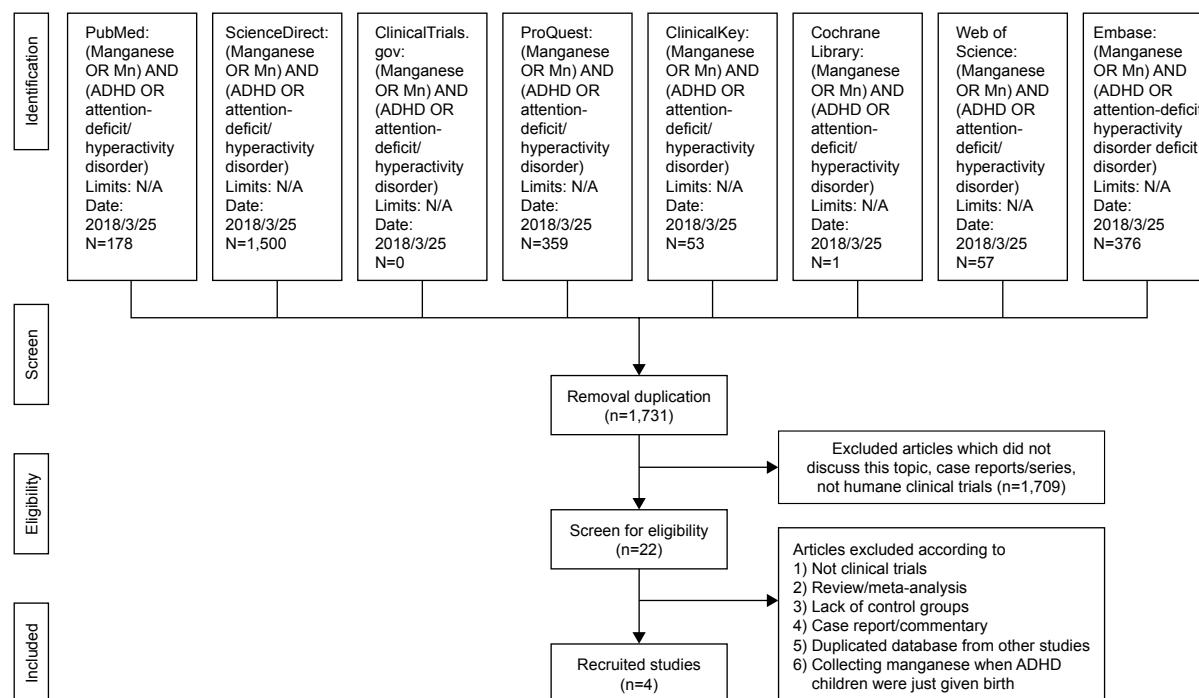 Identification
PubMed:
(Manganese
OR Mn) AND
(ADHD OR
attention-
deficit/
hyperactivity
disorder)
Limits: N/A
Date:
2018/3/25
N=178
ScienceDirect:
(Manganese
OR Mn) AND
(ADHD OR
attention-
deficit/
hyperactivity
disorder)
Limits: N/A
Date:
2018/3/25
N=1,500
ClinicalTrials.
gov:
(Manganese
OR Mn) AND
(ADHD OR
attention-
deficit/
hyperactivity
disorder)
Limits: N/A
Date:
2018/3/25
N=0
ProQuest:
(Manganese
OR Mn) AND
(ADHD OR
attention-
deficit/
hyperactivity
disorder)
Limits: N/A
Date:
2018/3/25
N=359
ClinicalKey:
(Manganese
OR Mn) AND
(ADHD OR
attention-
deficit/
hyperactivity
disorder)
Limits: N/A
Date:
2018/3/25
N=53
Cochrane
Library:
(Manganese
OR Mn) AND
(ADHD OR
attention-
deficit/
hyperactivity
disorder)
Limits: N/A
Date:
2018/3/25
N=1
Web of
Science:
(Manganese
OR Mn) AND
(ADHD OR
attention-
deficit/
hyperactivity
disorder)
Limits: N/A
Date:
2018/3/25
N=57
Embase:
(Manganese
OR Mn) AND
(ADHD OR
attention-deficit
hyperactivity
disorder deficit
disorder)
Limits: N/A
Date:
2018/3/25
N=376
Screen
Removal duplication
(n=1,731)
Eligibility
Excluded articles which did not
discuss this topic, case reports/series,
not humane clinical trials (n=1,709)
Screen for eligibility
(n=22)
Included
Articles excluded according to
1) Not clinical trials
2) Review/meta-analysis
3) Lack of control groups
4) Case report/commentary
5) Duplicated database from other studies
6) Collecting manganese when ADHD
children were just given birth
Recruited studies
(n=4)